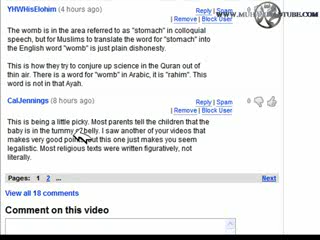 YHWHisElohim (4 hours ago)
Reply | Spam
| Remove | Block User
0
The womb is in the area referred to as "stomach" in colloquial
speech, but for Muslims to translate the word for "stomach" into
the English word "womb" is just plain dishonesty.
This is how they try to conjure up science in the Quran out of
thin air. There is a word for "womb" in Arabic, it is "rahim". This
word is not in that Ayah.
CalJennings (8 hours ago)
Reply | Spam
| Remove | Block User
0
This is being a little picky. Most parents tell the children that the
baby is in the tummy belly. I saw another of your videos that
makes very good but this one just makes you seem
legalistic. Most religious texts were written figuratively, not
literally.
Pages: 1 2 ...
Next
View all 18 comments
Comment on this video